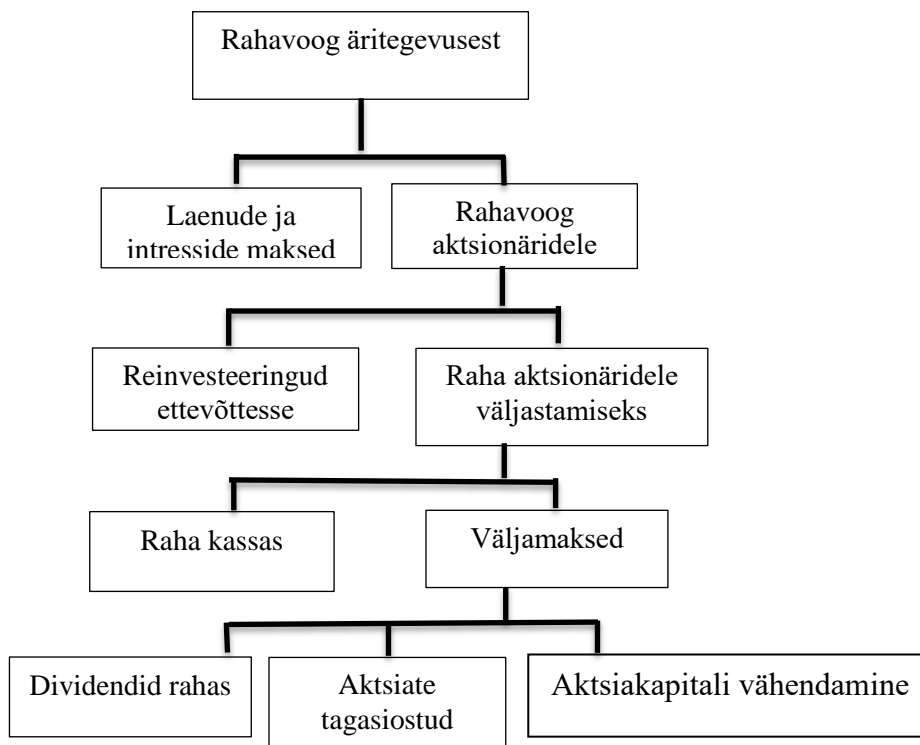 Rahavoog äritegevusest
Laenude ja
intresside maksed
Rahavoog
aktsionäridele
Reinvesteeringud
ettevõttesse
Raha aktsionäridele
väljastamiseks
Raha kassas
Väljamaksed
Dividendid rahas
Aktsiate
tagasiostud
Aktsiakapitali vähendamine